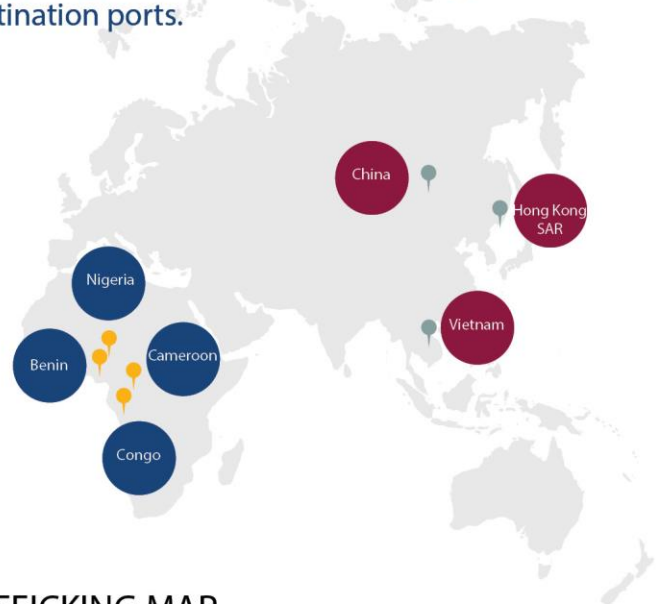 tination ports.
China
Hong Kong
SAR
Nigeria
Vietnam
Benin
Cameroon
Congo